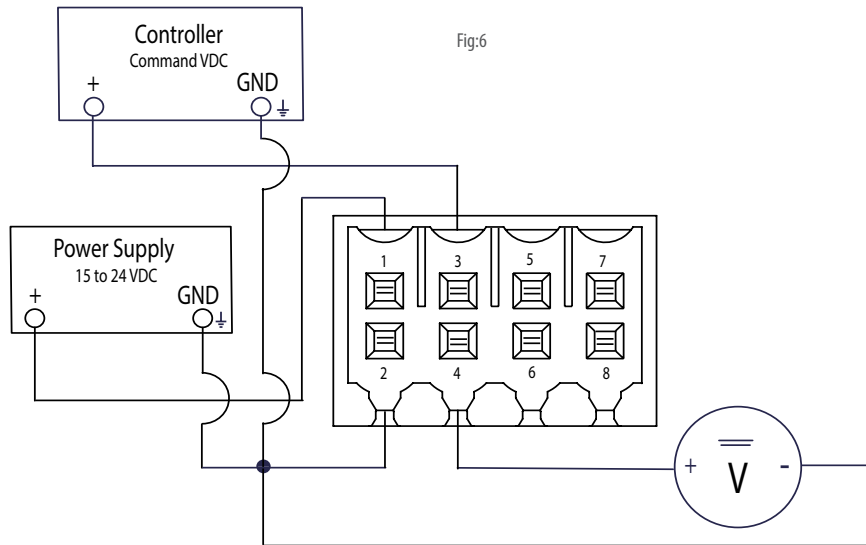 Fig:6
Controller
Command VDC
+ GND
Power Supply
15 to 24 VDC
+ GND
1 3 5 7
2 4 6 8
+ V -